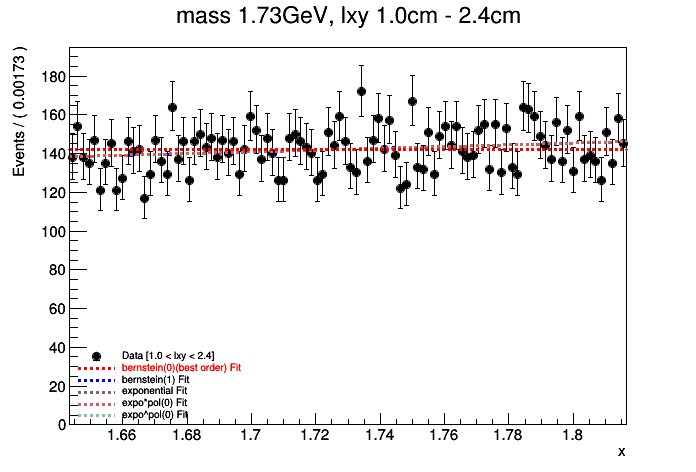 mass 1.73GeV, lxy 1.0cm - 2.4cm
Events / ( 0.00173 )
180
160
140
120
100
80
60
40
20
0
Data [1.0 < lxy < 2.4]
bernstein(0)(best order) Fit
bernstein(1) Fit
exponential Fit
expo*pol(0) Fit
expo^pol(0) Fit
1.66 1.68 1.7 1.72 1.74 1.76 1.78 1.8
x